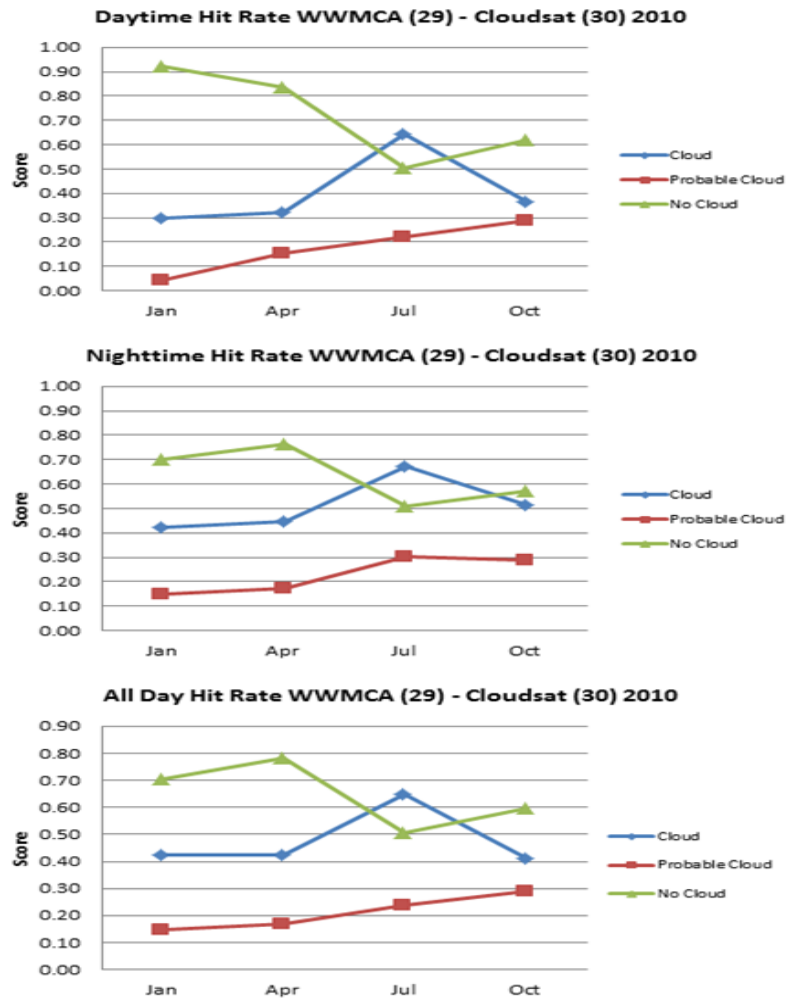 Daytime Hit Rate WWMCA (29) - Cloudsat (30) 2010
1.00
0.90
0.80
0.70
0.60
0.50
0.40
0.30
0.20
0.10
0.00
Score
Jan Apr Jul Oct
Cloud
Probable Cloud
No Cloud
Nighttime Hit Rate WWMCA (29) - Cloudsat (30) 2010
1.00
0.90
0.80
0.70
0.60
0.50
0.40
0.30
0.20
0.10
0.00
Score
Jan Apr Jul Oct
Cloud
Probable Cloud
No Cloud
All Day Hit Rate WWMCA (29) - Cloudsat (30) 2010
0.90
0.80
0.70
0.60
0.50
0.40
0.30
0.20
0.10
0.00
Score
Jan Apr Jul Oct
Cloud
Probable Cloud
No Cloud